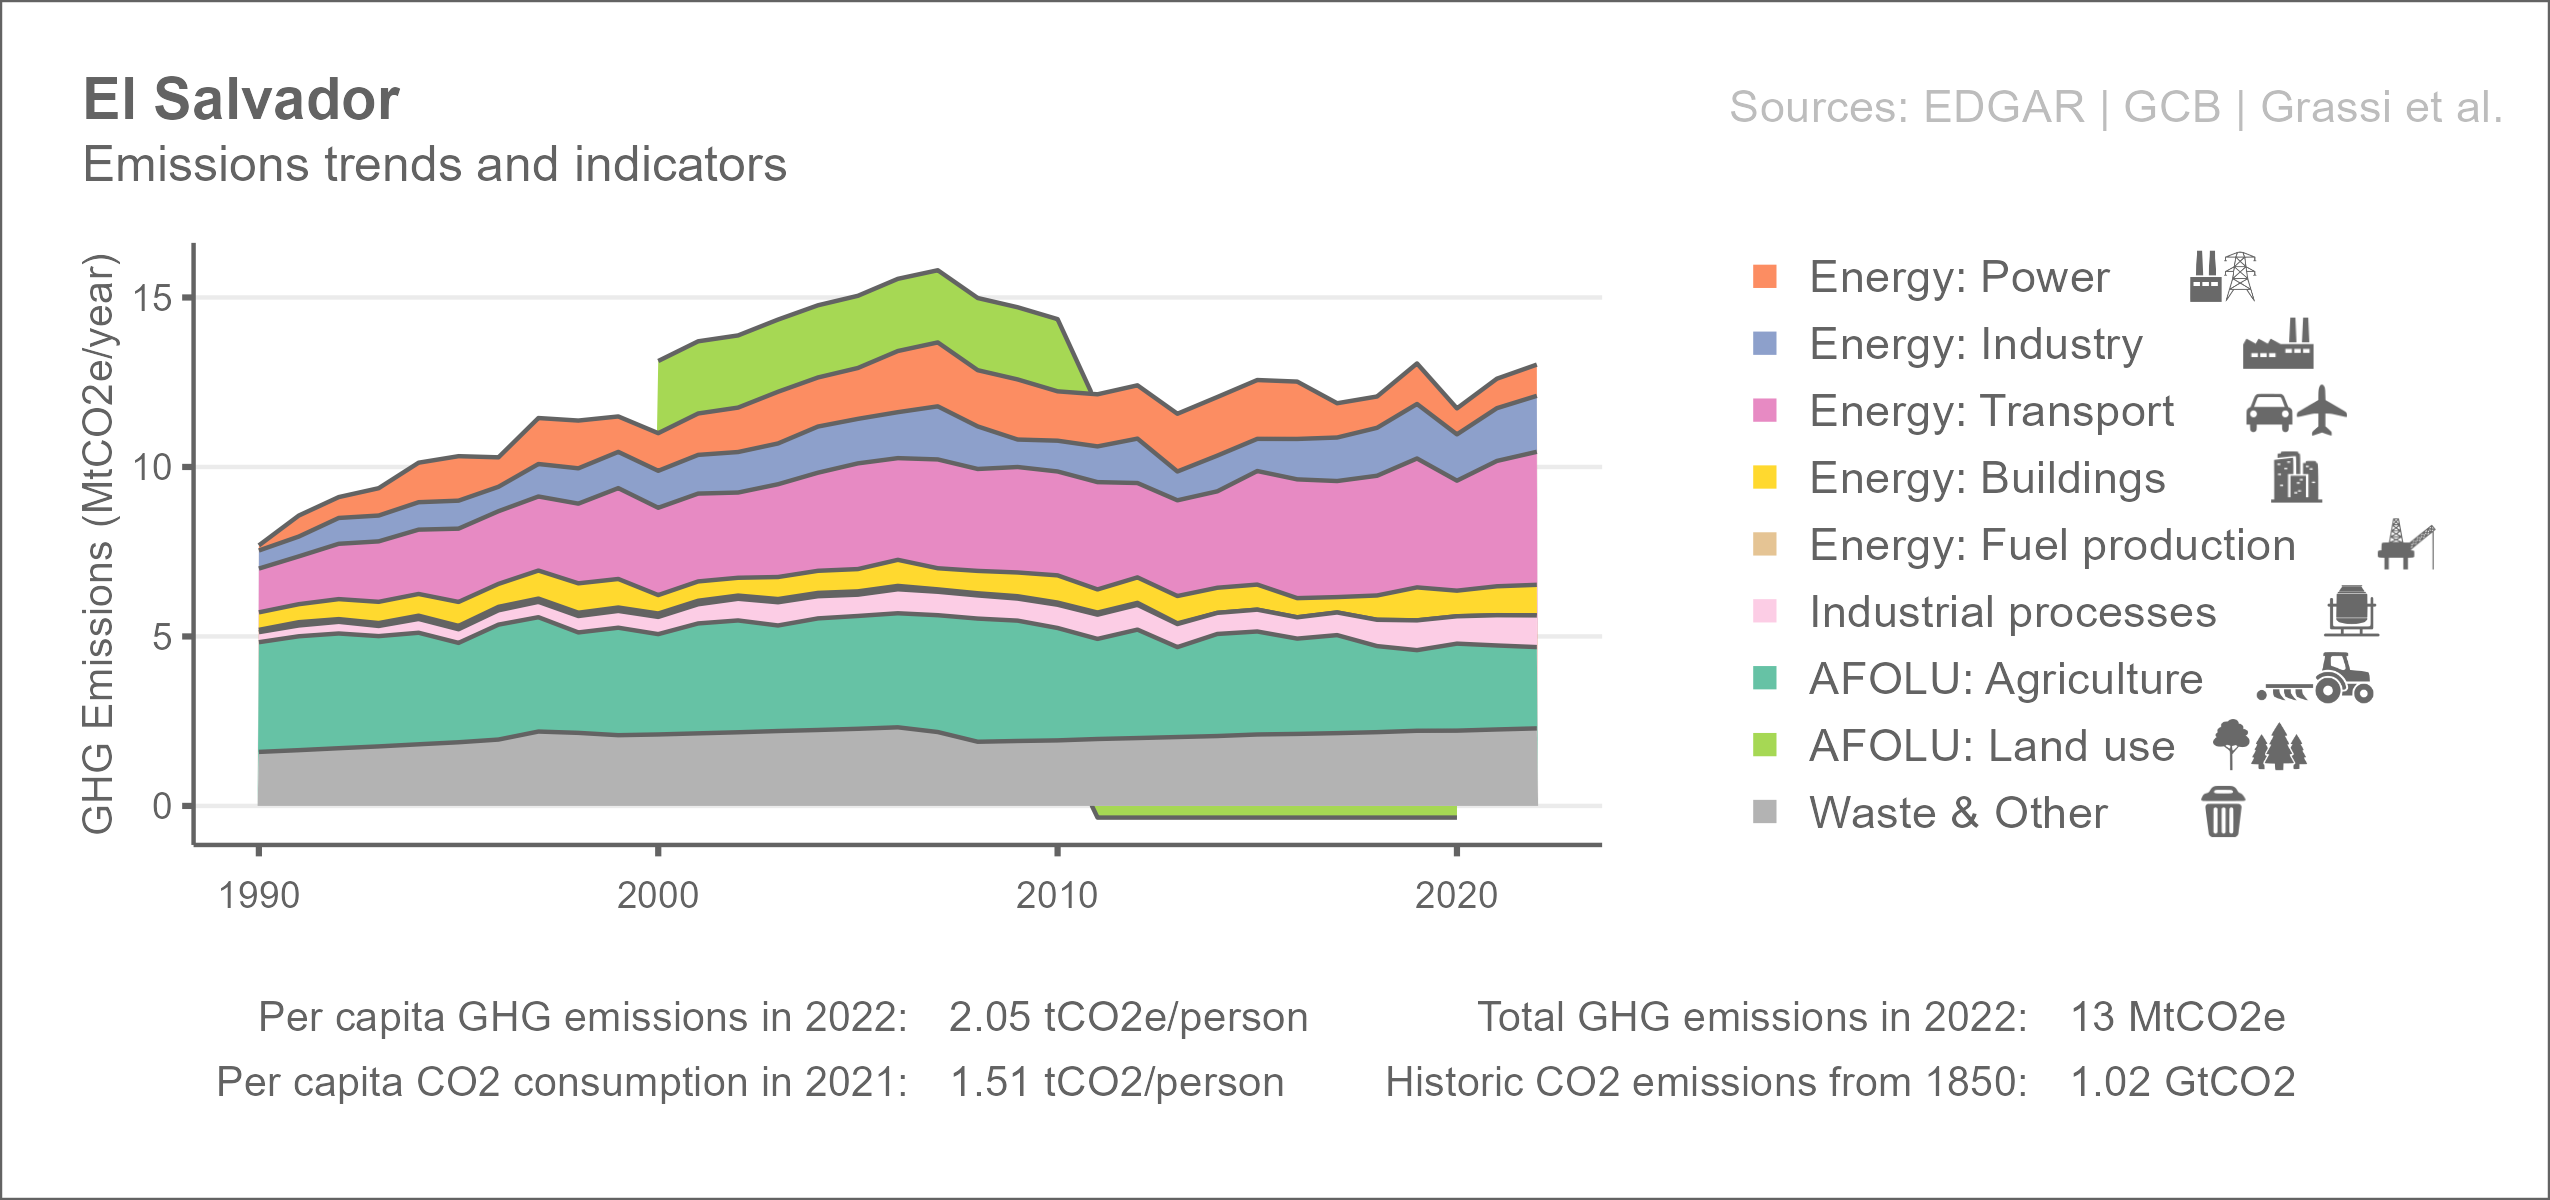 El Salvador
Sources: EDGAR | GCB | Grassi et al.
Emissions trends and indicators
GHG Emissions (MtCO2e/year)
15
10
5
0
1990
2000
2010
2020
Energy: Power
Energy: Industry
Energy: Transport
Energy: Buildings
Energy: Fuel production
Industrial processes
AFOLU: Agriculture
AFOLU: Land use
Waste & Other
Per capita GHG emissions in 2022: 2.05 tCO2e/person
Total GHG emissions in 2022: 13 MtCO2e
Per capita CO2 consumption in 2021: 1.51 tCO2/person
Historic CO2 emissions from 1850: 1.02 GtCO2